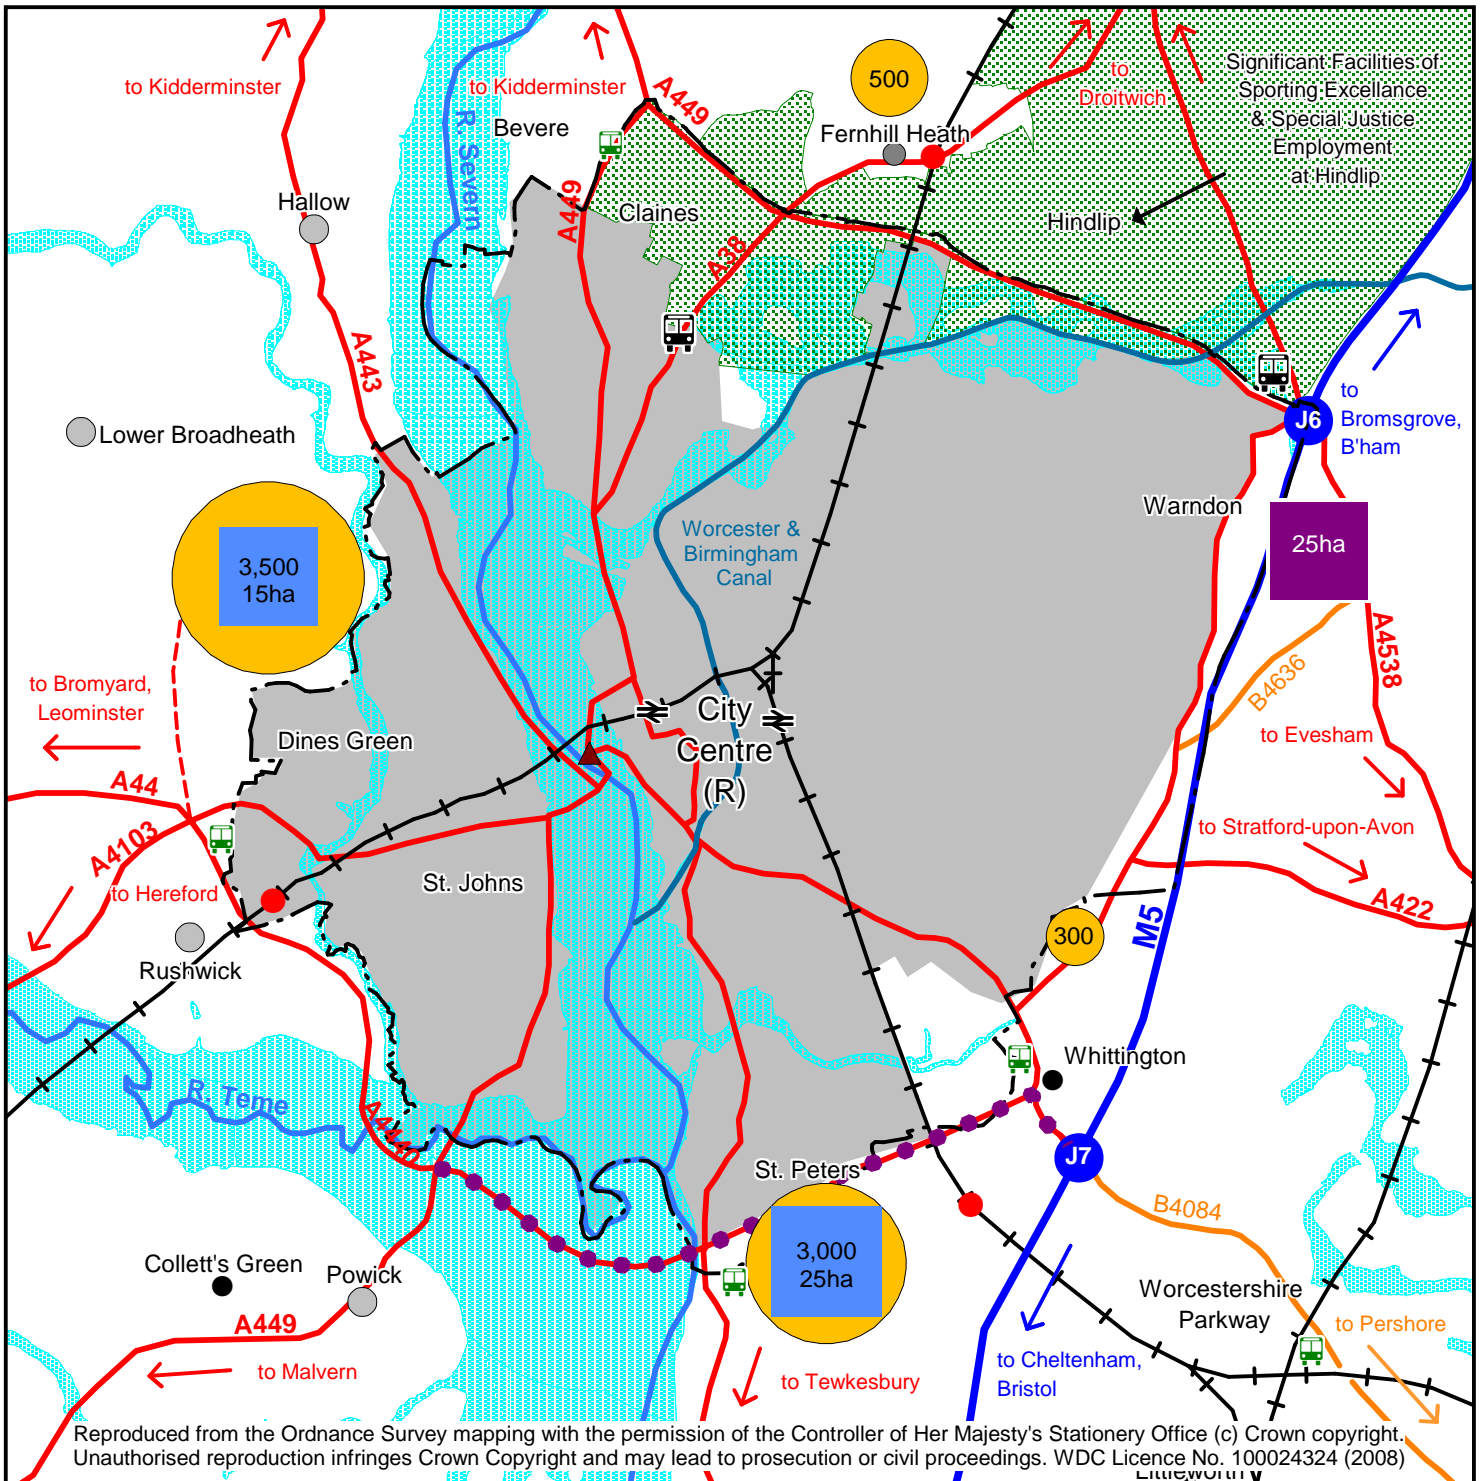 to Kidderminster
to Kidderminster
A449
500
to
Droitwich
Significant Facilities of
Sporting Excellence
& Special Justice
Employment
at Hindlip
Bevere
R. Severn
Fernhill Heath
Hallow
A449
Claines
Hindlip
A38
A443
Lower Broadheath
J6
to
Bromsgrove,
B'ham
Warndon
Worcester &
Birmingham
Canal
25ha
3,500
15ha
A4538
B4636
to Bromyard,
Leominster
City
Centre
(R)
Dines Green
to Evesham
A44
A4103
to Stratford-upon-Avon
to Hereford
St. Johns
A422
M5
300
Rushwick
Whittington
R. Teme
A4440
St. Peters
J7
B4084
Collett's Green
Powick
3,000
25ha
Worcestershire
Parkway
A449
to Pershore
to Malvern
to Tewkesbury
to Cheltenham,
Bristol
Reproduced from the Ordnance Survey mapping with the permission of the Controller of Her Majesty's Stationery Office (c) Crown copyright.
Unauthorised reproduction infringes Crown Copyright and may lead to prosecution or civil proceedings. WDC Licence No. 100024324 (2008)
Littleworth